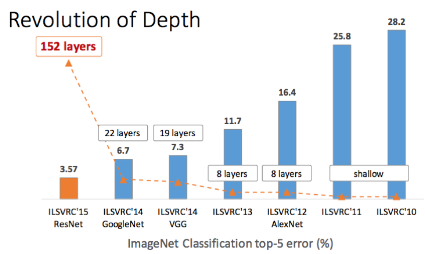 Revolution of Depth
28.2
25.8
152 layers
16.4
11.7
22 layers
19 layers
6.7
7.3
3.57
8 layers
8 layers
shallow
ILSVRC'15
ResNet
ILSVRC'14
GoogleNet
ILSVRC'14
VGG
ILSVRC'13
ILSVRC'12
AlexNet
ILSVRC'11
ILSVRC'10
ImageNet Classification top-5 error (%)